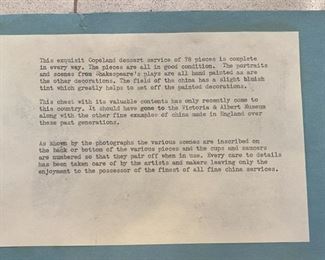 This exquisit Copeland dessert service of 78 pieces is complete
in every way. The pieces are all in good condition. The portraits
and scenes from Shakespeare's plays are all hand painted as are
the other decorations. The field of the china has a slight bluish
tint which greatly helps to set off the painted decorations.
This chest with its valuable contents has only recently come to
this country. It should have gone to the Victoria & Albert Museum
along with the other fine examples of china made in England over
these past generations.
As shown by the photographs the various scenes are inscribed on
the back or bottom of the various pieces and the cups and saucers
are numbered so that they pair off when in use. Every care to details
has been taken care of by the artists and makers leaving only the
enjoyment to the possessor of the finest of all fine china services.